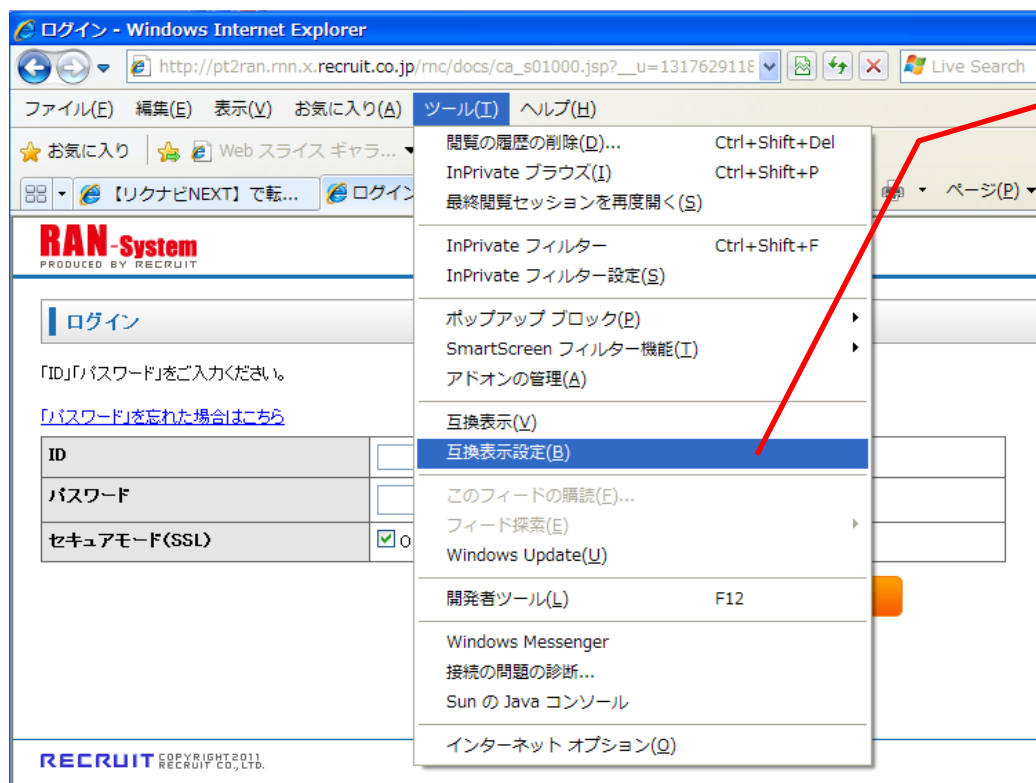 ログイン - Windows Internet Explorer
http://pt2ran.rnn.x.recruit.co.jp/rnc/docs/ca_s01000.jsp?__u=1317629118
Live Search
ファイル(F) 編集(E) 表示(V) お気に入り(A) ツール(T) ヘルプ(H)
お気に入り Web スライス ギャラ...
【リクナビNEXT】で転... ログイン ページ(P)
閲覧の履歴の削除(D)... Ctrl+Shift+Del
InPrivate ブラウズ(I) Ctrl+Shift+P
最終閲覧セッションを再度開く(S)
InPrivate フィルター Ctrl+Shift+F
InPrivate フィルター設定(S)
ポップアップ ブロック(P)
SmartScreen フィルター機能(T)
アドオンの管理(A)
互換表示(V)
互換表示設定(B)
このフィードの購読(F)...
フィード探索(E)
Windows Update(U)
開発者ツール(L) F12
Windows Messenger
接続の問題の診断...
Sun の Java コンソール
インターネット オプション(O)
RAN-System
PRODUCED BY RECRUIT
ログイン
「ID」「パスワード」をご入力ください。
「パスワード」を忘れた場合はこちら
ID
パスワード
セキュアモード(SSL)
RECRUIT COPYRIGHT2011
RECRUIT CO.,LTD.